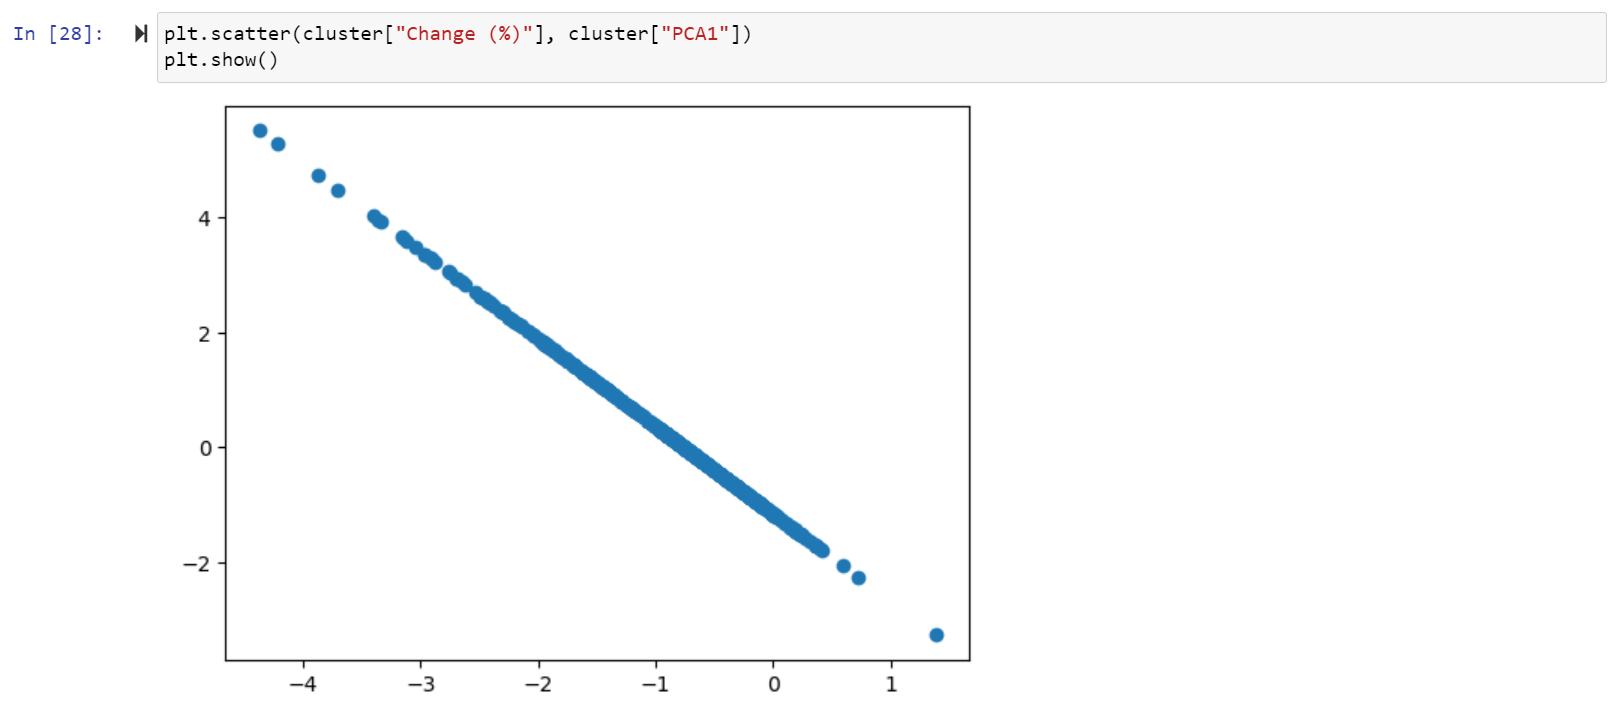 In [28]:
plt.scatter(cluster["Change (%)"], cluster["PCA1"])
plt.show()
4
2
0
−2
−4 −3 −2 −1 0 1